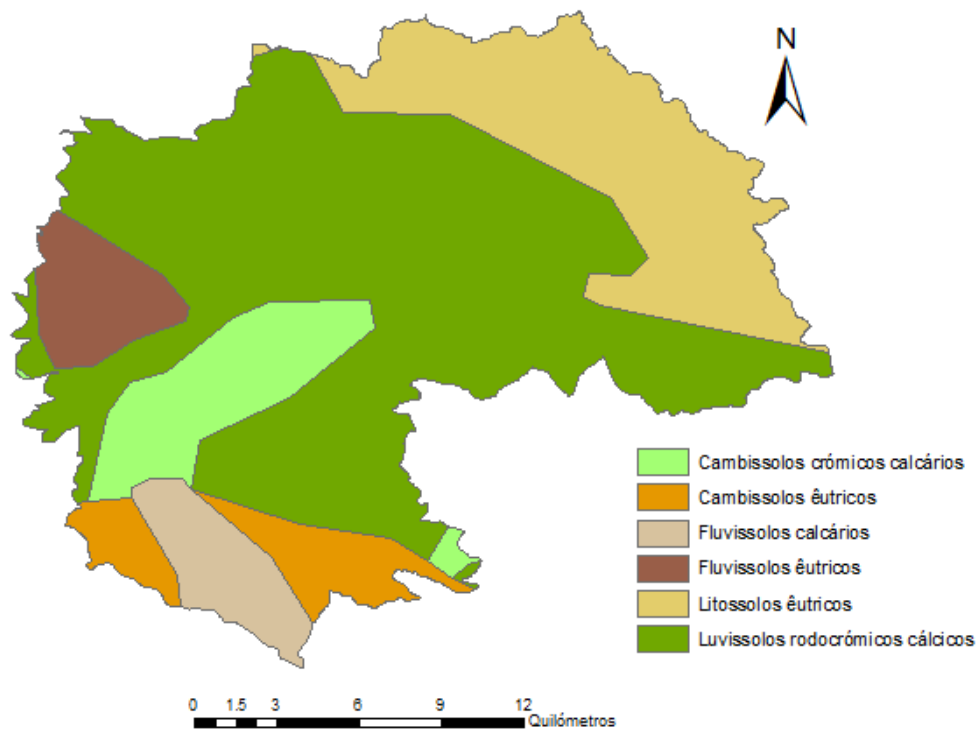 N
Cambissolos crómicos calcários
Cambissolos êutricos
Fluvissolos calcários
Fluvissolos êutricos
Litossolos êutricos
Luvissolos rodocrómicos cálcicos
0 1.5 3 6 9 12
Quilómetros